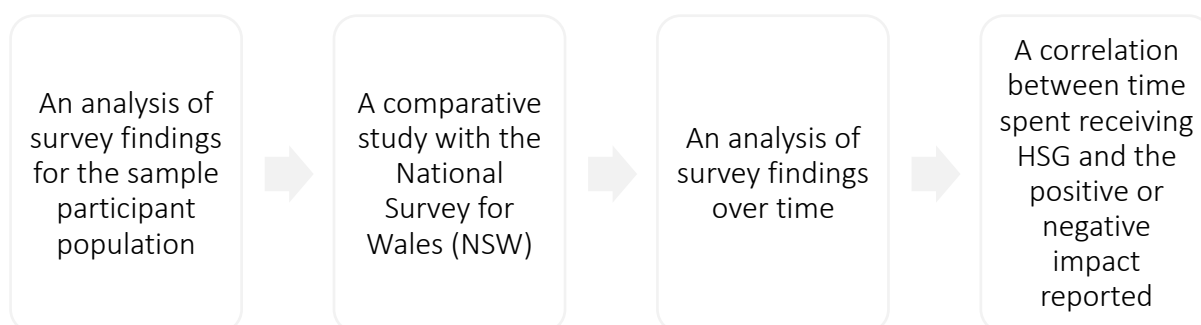 An analysis of
survey findings
for the sample
participant
population
A comparative
study with the
National
Survey for
Wales (NSW)
An analysis of
survey findings
over time
A correlation
between time
spent receiving
HSG and the
positive or
negative
impact
reported